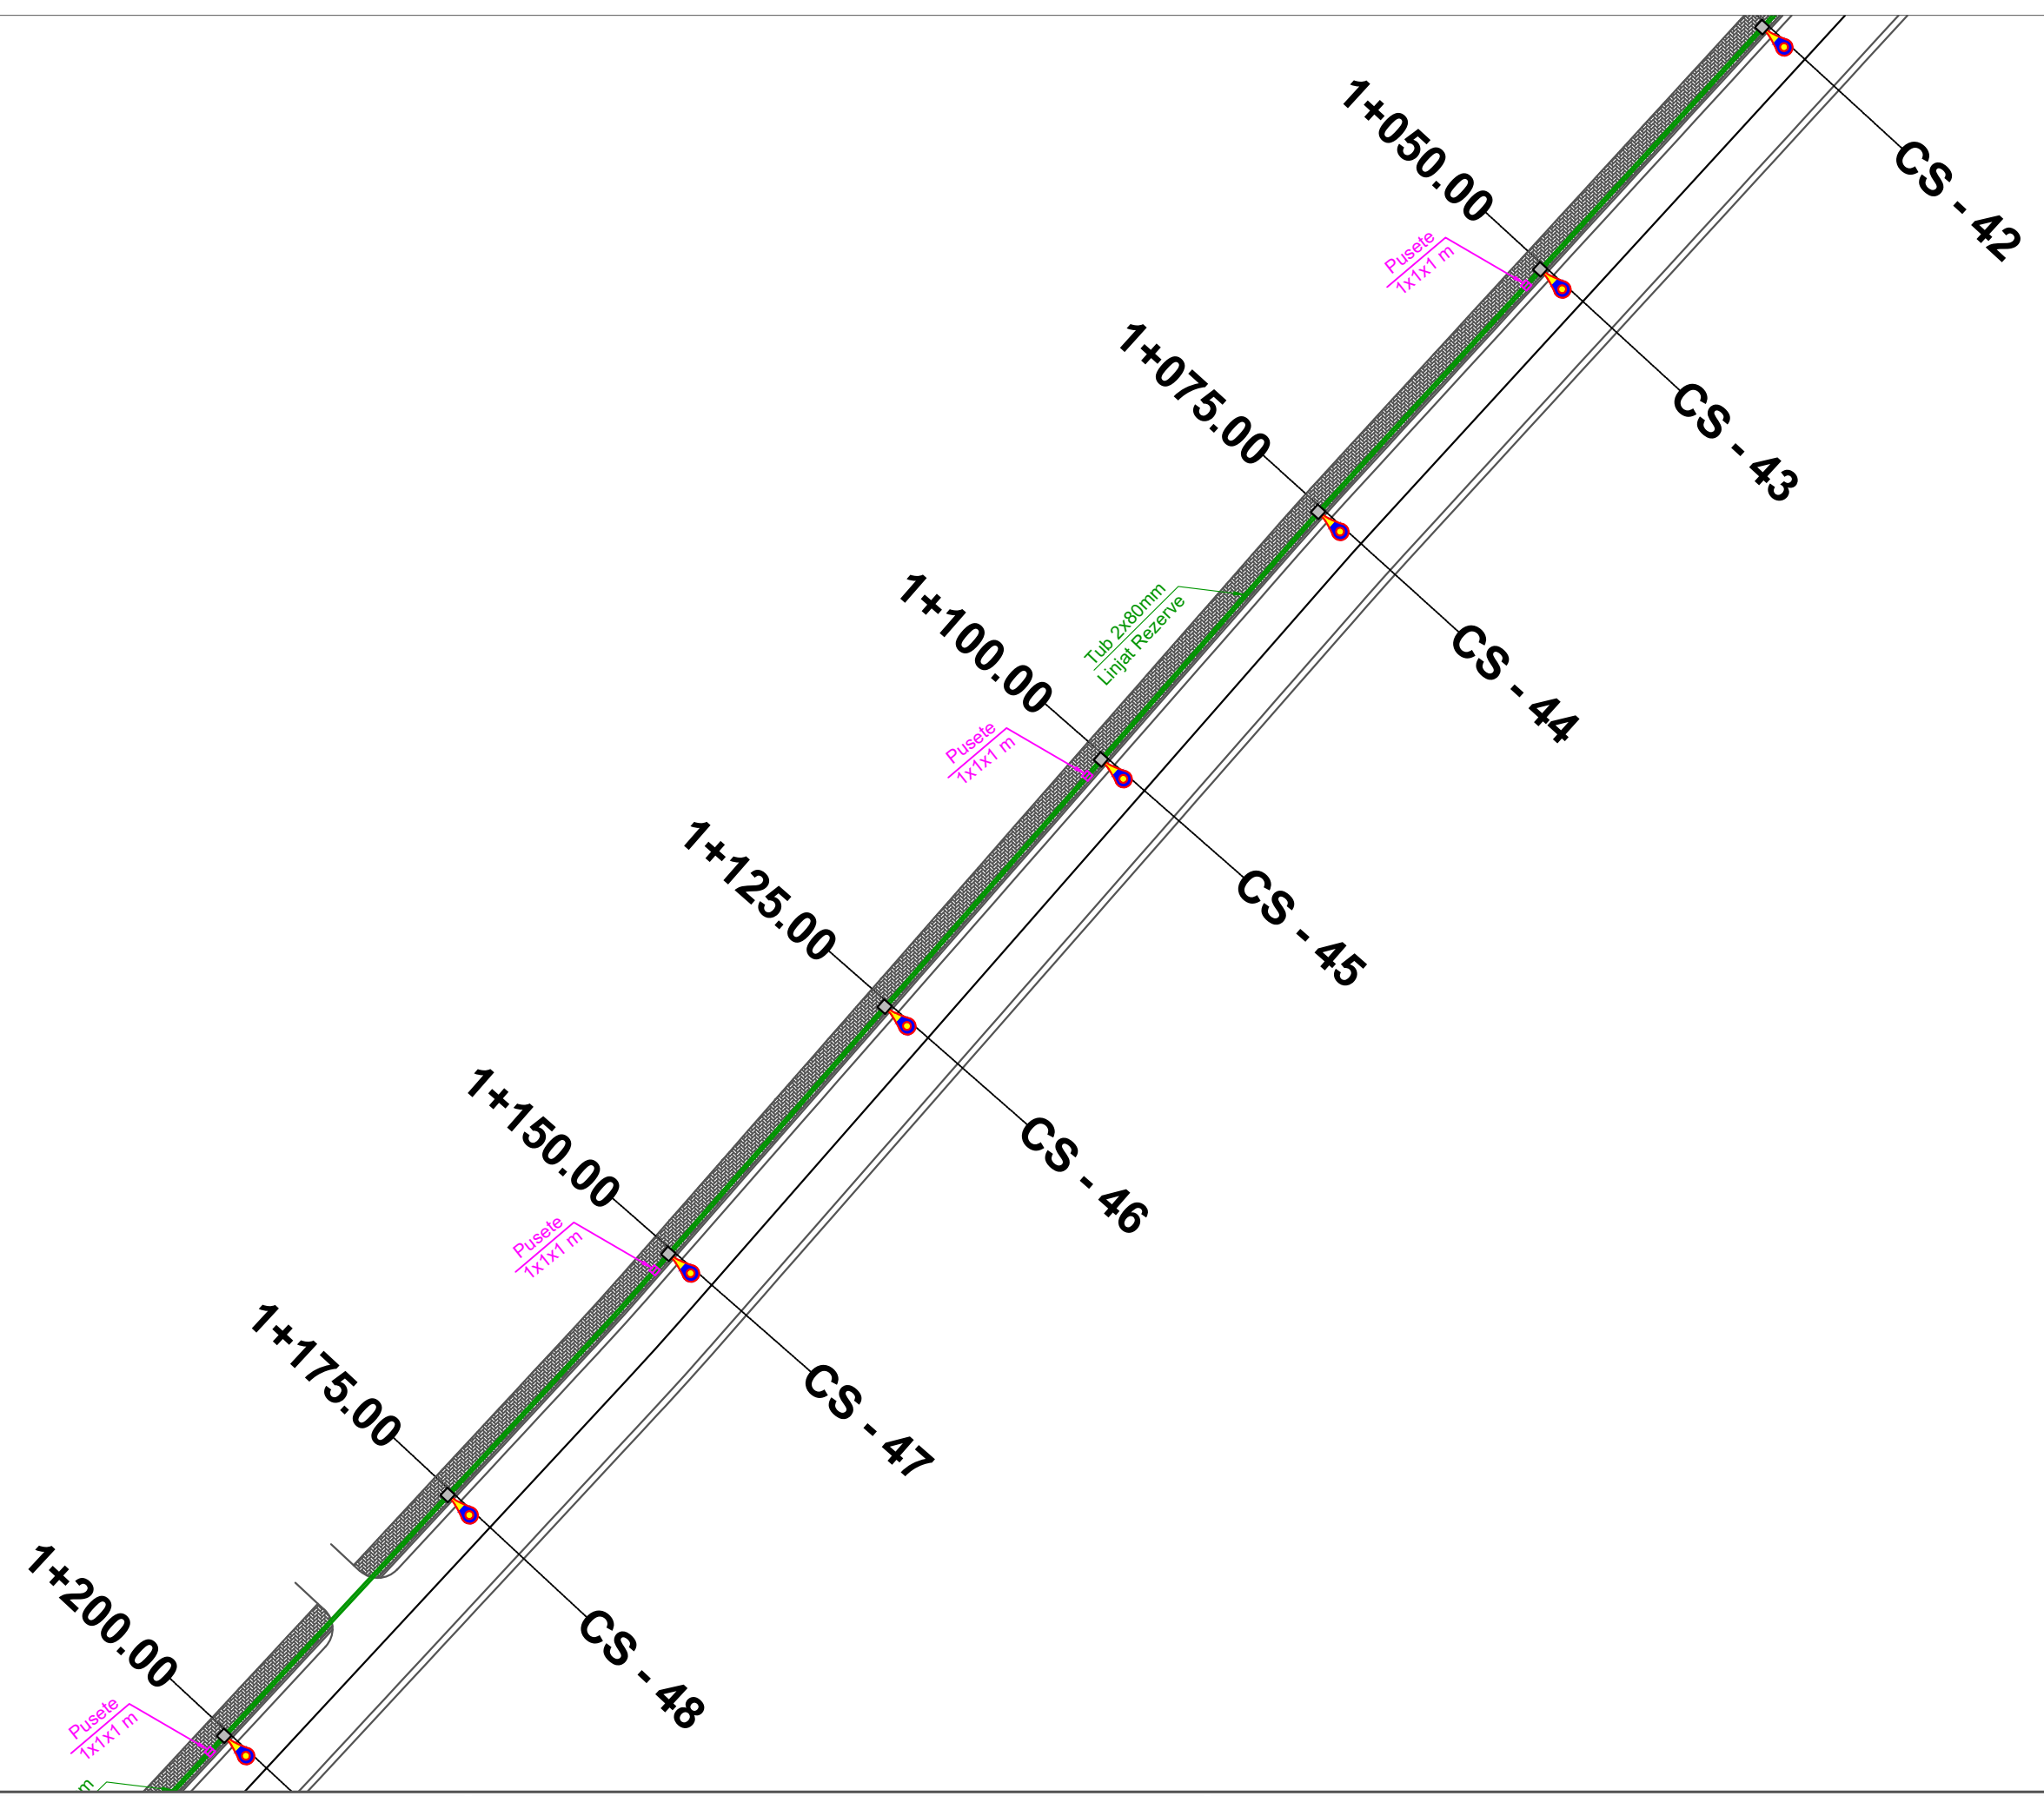 CS - 42
1+050.00
Pusete
1x1x1 m
CS - 43
1+075.00
CS - 44
Tub 2x80mm
Linjat Rezerve
1+100.00
Pusete
1x1x1 m
CS - 45
1+125.00
CS - 46
1+150.00
Pusete
1x1x1 m
CS - 47
1+175.00
CS - 48
1+200.00
Pusete
1x1x1 m
m